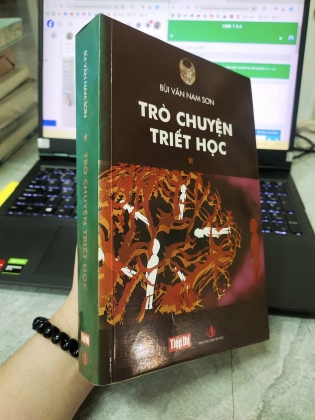 BÙI VĂN NAM SƠN
TRÒ CHUYỆN
TRIẾT HỌC
BÙI VĂN NAM SƠN
TRÒ CHUYỆN TRIẾT HỌC